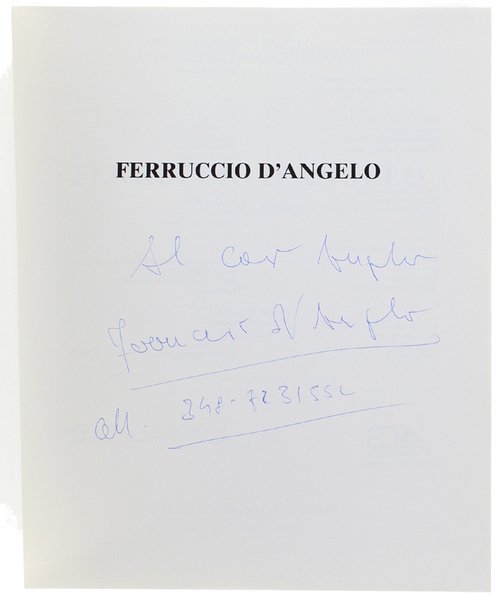 FERRUCCIO D'ANGELO
Al caro Angelo
Ferruccio D'Angelo
cell. 348-7231552